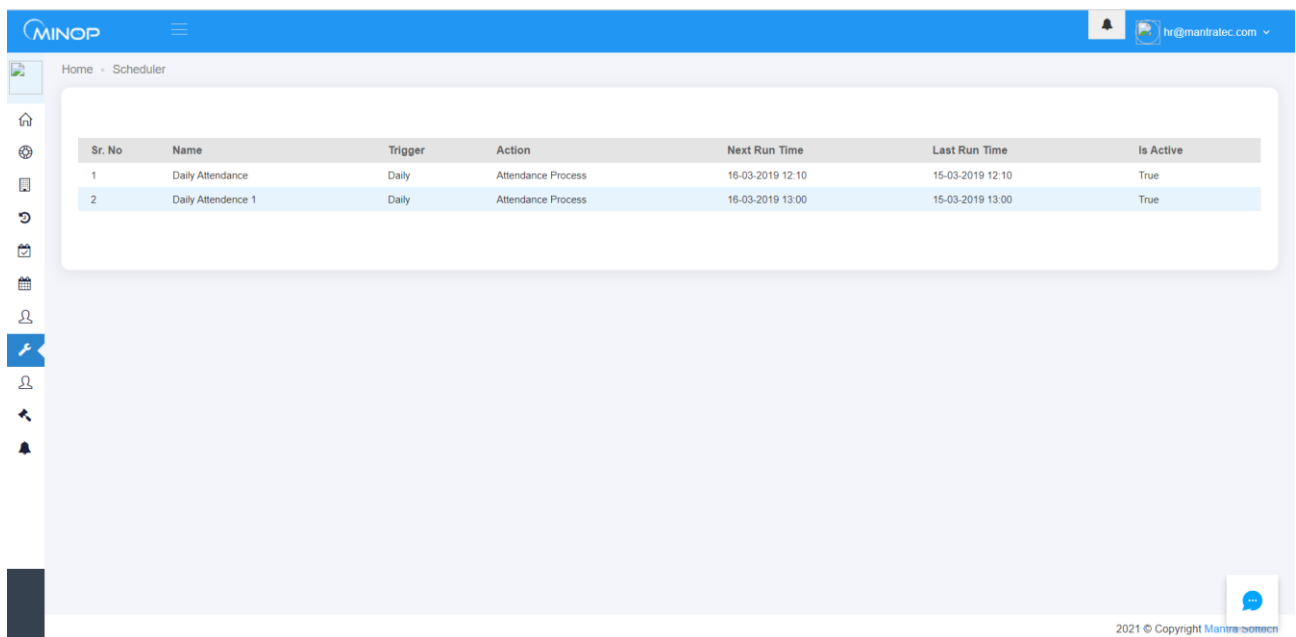 MINOP
hr@mantratec.com
Home - Scheduler
Sr. No Name Trigger Action Next Run Time Last Run Time Is Active
1 Daily Attendance Daily Attendance Process 16-03-2019 12:10 15-03-2019 12:10 True
2 Daily Attendence 1 Daily Attendance Process 16-03-2019 13:00 15-03-2019 13:00 True
2021 © Copyright Mantra Softech